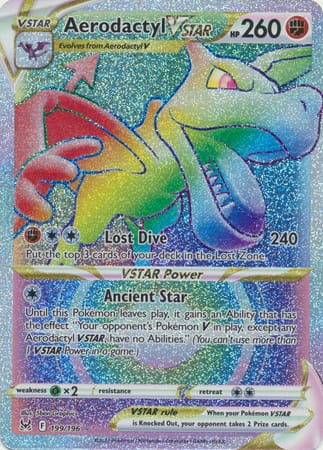 VSTAR Aerodactyl VSTAR HP 260
Evolves from Aerodactyl V
Lost Dive 240
Put the top 3 cards of your deck in the Lost Zone.
VSTAR Power
Ancient Star
Until this Pokémon leaves play, it gains an Ability that has
the effect "Your opponent's Pokémon V in play, except any
Aerodactyl VSTAR, have no Abilities." (You can't use more than
1 VSTAR Power in a game.)
weakness ×2 resistance retreat
VSTAR rule When your Pokémon VSTAR
is Knocked Out, your opponent takes 2 Prize cards.
Illus.
F 199/196